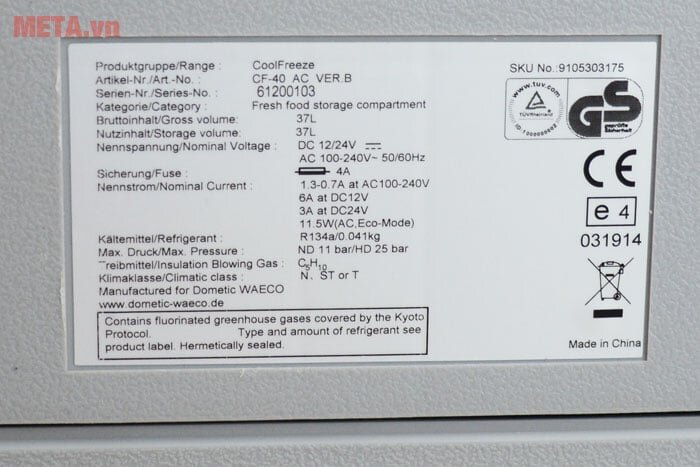 META.vn
Produktgruppe/Range: CoolFreeze
Artikel-Nr./Art.-No. : CF-40 AC VER.B
Serien-Nr./Series-No.: 61200103
Kategorie/Category : Fresh food storage compartment
Bruttoinhalt/Gross volume: 37L
Nutzinhalt/Storage volume: 37L
Nennspannung/Nominal Voltage : DC 12/24V
AC 100-240V~ 50/60Hz
Sicherung/Fuse : 4A
Nennstrom/Nominal Current : 1.3-0.7A at AC100-240V
6A at DC12V
3A at DC24V
11.5W(AC,Eco-Mode)
Kältemittel/Refrigerant : R134a/0.041kg
Max. Druck/Max. Pressure : ND 11 bar/HD 25 bar
Treibmittel/Insulation Blowing Gas : C5H10
Klimaklasse/Climatic class : N、ST or T
Manufactured for Dometic WAECO
www.dometic-waeco.de
Contains fluorinated greenhouse gases covered by the Kyoto
Protocol. Type and amount of refrigerant see
product label. Hermetically sealed.
SKU No.:9105303175
www.tuv.com
TÜVRheinland
GS
geprüfte
Sicherheit
CE
e 4
031914
Made in China